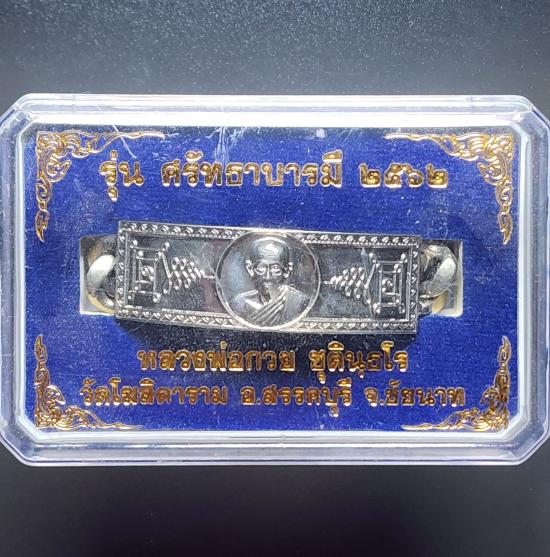 รุ่น ศรัทธาบารมี ๒๕๖๒
หลวงพ่อกวย ชุตินฺธโร
วัดโฆสิตาราม อ.สรรคบุรี จ.ชัยนาท